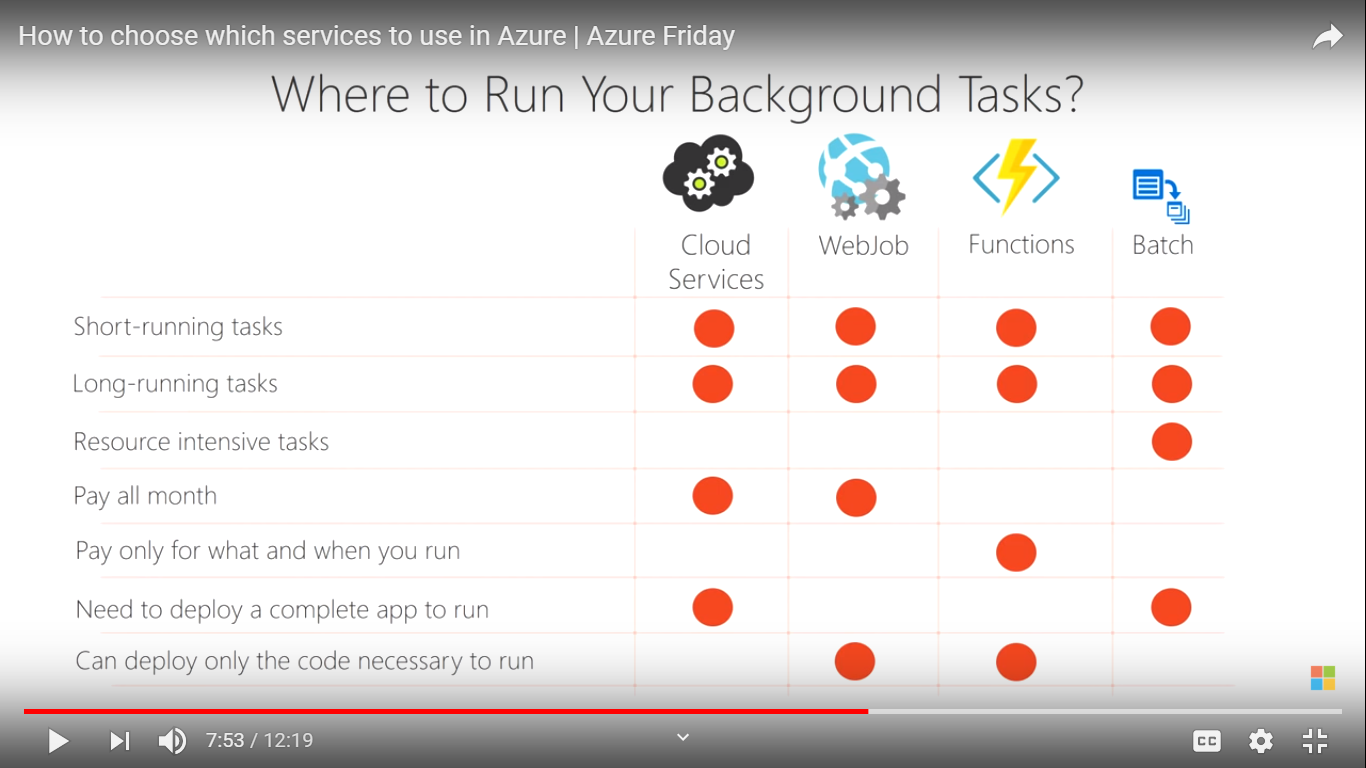 How to choose which services to use in Azure | Azure Friday
Where to Run Your Background Tasks?
Cloud Services
WebJob
Functions
Batch
Short-running tasks
Long-running tasks
Resource intensive tasks
Pay all month
Pay only for what and when you run
Need to deploy a complete app to run
Can deploy only the code necessary to run
7:53 / 12:19
CC